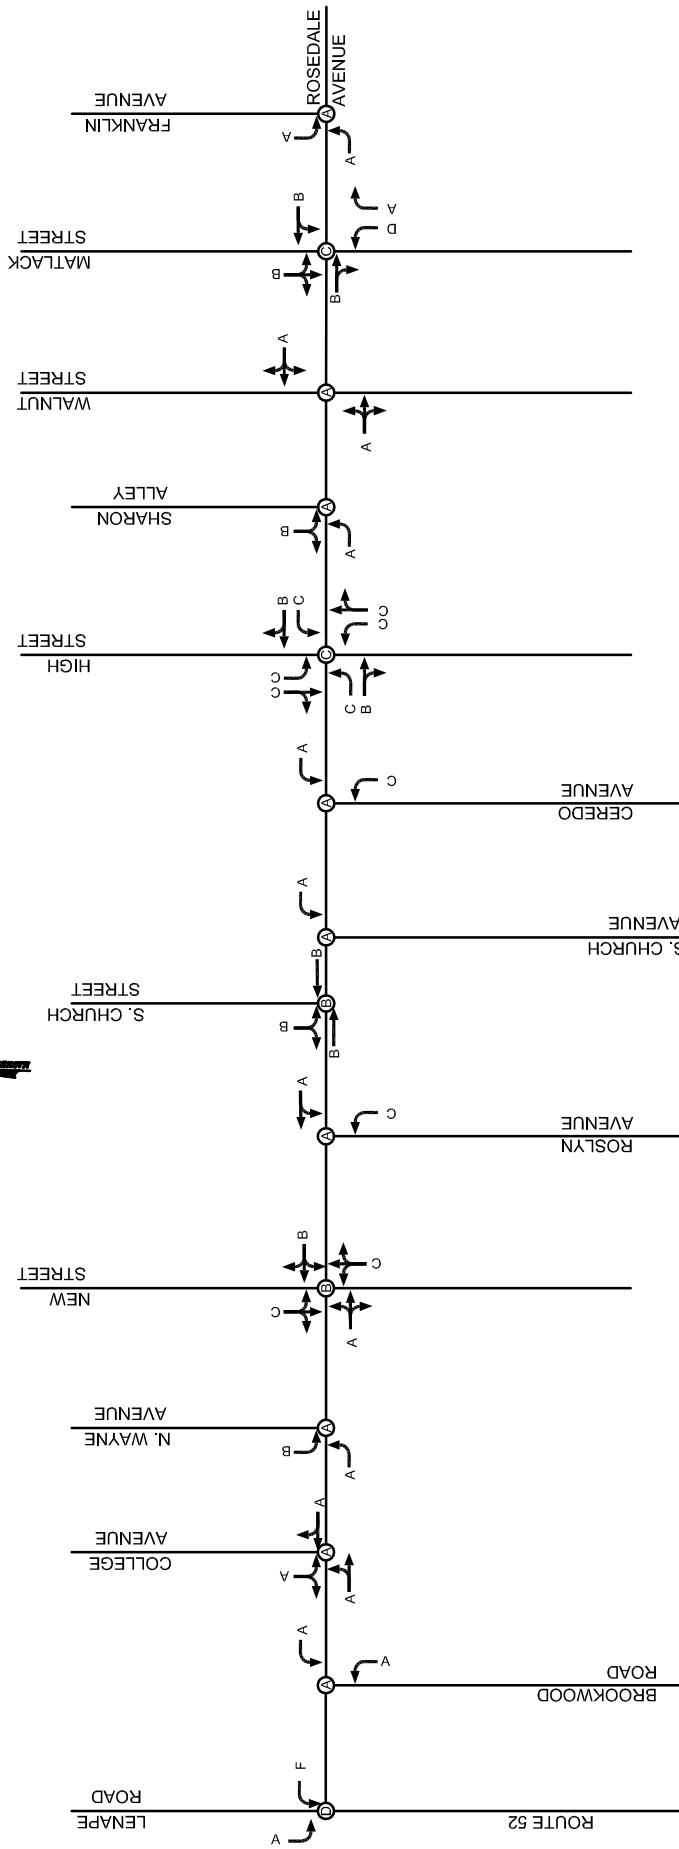 ROSEDALE
AVENUE
AVENUE
FRANKLIN
A
A
A
B
A
D
STREET
MATLACK
C
B
B
A
STREET
WALNUT
A
A
ALLEY
SHARON
A
B
A
B
C
C
C
STREET
HIGH
C
C
C
C
B
A
C
A
AVENUE
CEREDO
A
A
AVENUE
S. CHURCH
B
STREET
S. CHURCH
B
B
B
A
C
A
AVENUE
ROSLYN
B
C
STREET
NEW
B
C
A
AVENUE
N. WAYNE
A
B
A
A
AVENUE
COLLEGE
A
A
A
A
A
A
ROAD
BROOKWOOD
F
ROAD
LENAPE
D
ROUTE 52
A